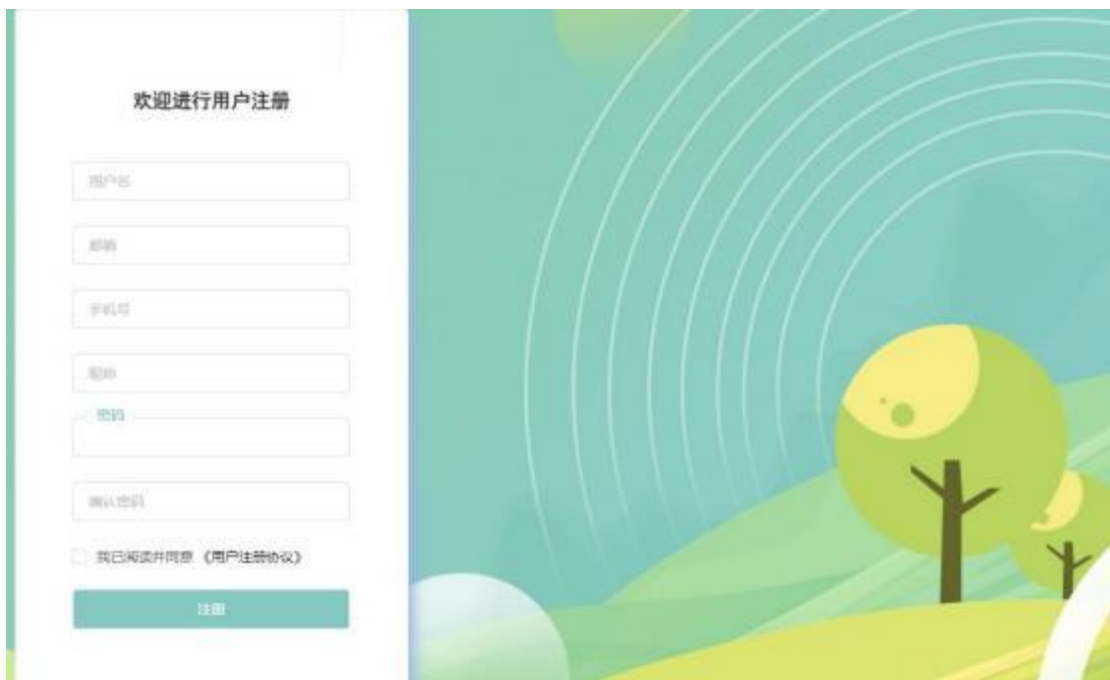 欢迎进行用户注册
用户名
邮箱
手机号
昵称
密码
确认密码
我已阅读并同意 《用户注册协议》
注册